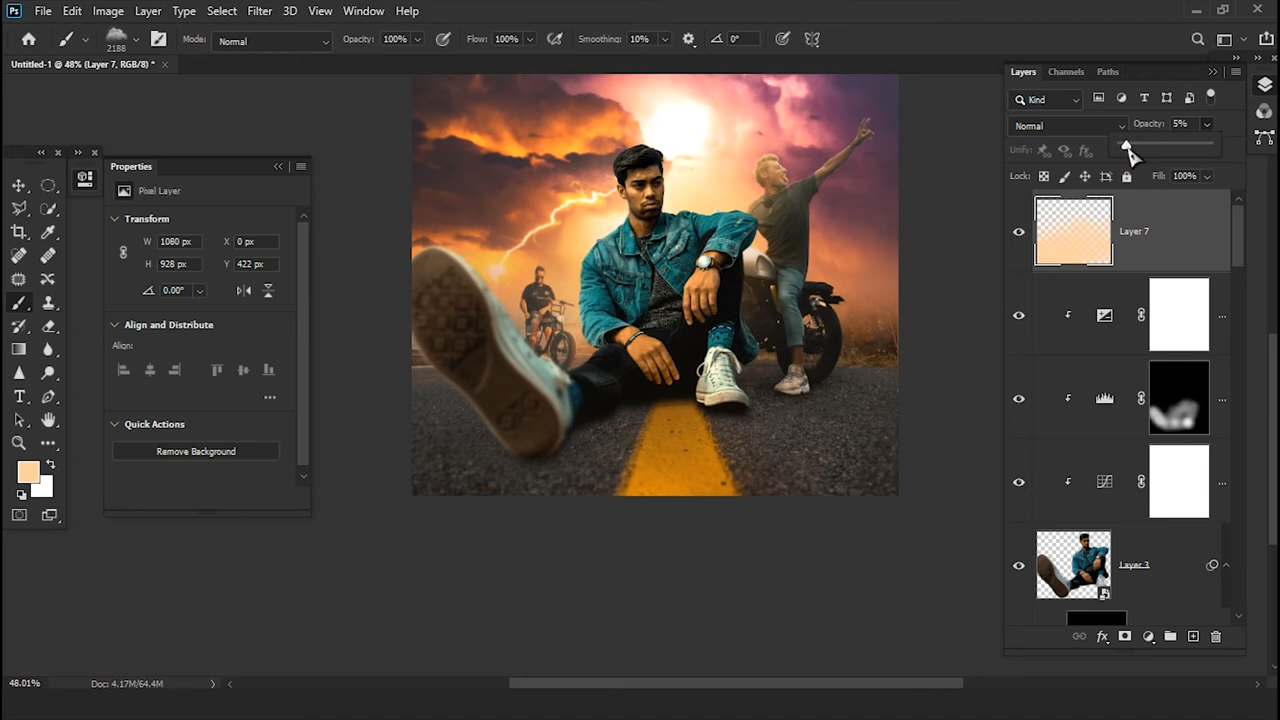 Ps File Edit Image Layer Type Select Filter 3D View Window Help
2188 Mode: Normal Opacity: 100% Flow: 100% Smoothing: 10% 0°
Untitled-1 @ 48% (Layer 7, RGB/8) * ×
Layers Channels Paths
Kind
Normal Opacity: 5%
Unify:
Lock: Fill: 100%
Layer 7
Layer 3
Properties
Pixel Layer
Transform
W 1080 px X 0 px
H 928 px Y 422 px
0.00°
Align and Distribute
Align:
Quick Actions
Remove Background
48.01% Doc: 4.17M/64.4M